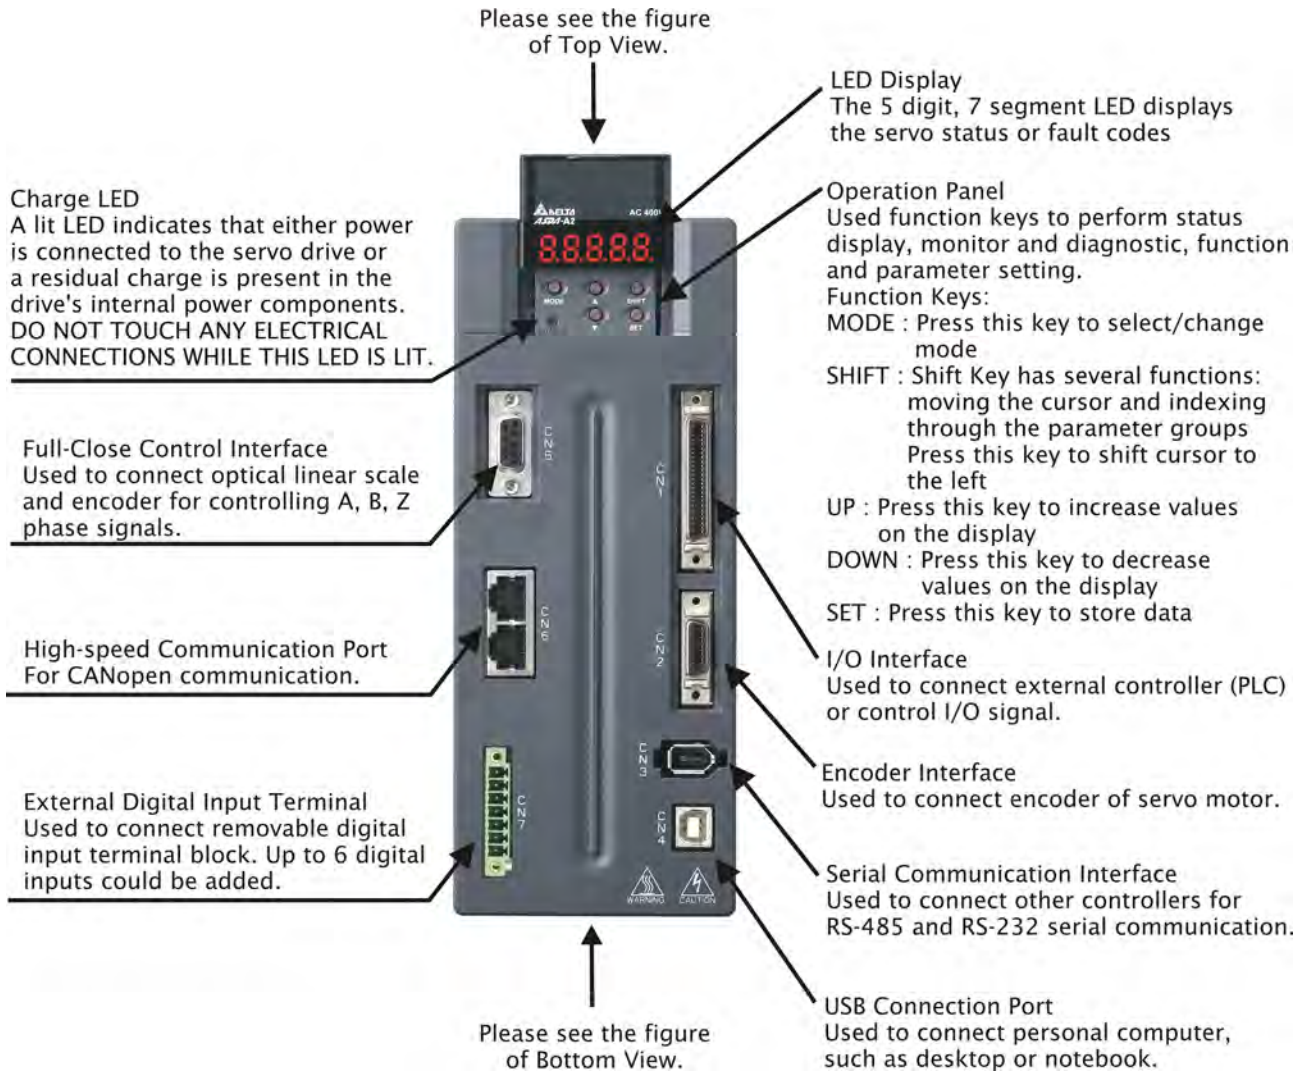 Please see the figure
of Top View.
LED Display
The 5 digit, 7 segment LED displays
the servo status or fault codes
Charge LED
A lit LED indicates that either power
is connected to the servo drive or
a residual charge is present in the
drive's internal power components.
DO NOT TOUCH ANY ELECTRICAL
CONNECTIONS WHILE THIS LED IS LIT.
Operation Panel
Used function keys to perform status
display, monitor and diagnostic, function
and parameter setting.
Function Keys:
MODE : Press this key to select/change
mode
SHIFT : Shift Key has several functions:
moving the cursor and indexing
through the parameter groups
Press this key to shift cursor to
the left
UP : Press this key to increase values
on the display
DOWN : Press this key to decrease
values on the display
SET : Press this key to store data
DELTA
ASDA-A2
AC 400V
8.8.8.8.8.
MODE
▲
SHIFT
▼
SET
Full-Close Control Interface
Used to connect optical linear scale
and encoder for controlling A, B, Z
phase signals.
CN5
CN1
High-speed Communication Port
For CANopen communication.
CN6
CN2
I/O Interface
Used to connect external controller (PLC)
or control I/O signal.
External Digital Input Terminal
Used to connect removable digital
input terminal block. Up to 6 digital
inputs could be added.
CN7
CN3
CN4
WARNING
CAUTION
Encoder Interface
Used to connect encoder of servo motor.
Serial Communication Interface
Used to connect other controllers for
RS-485 and RS-232 serial communication.
USB Connection Port
Used to connect personal computer,
such as desktop or notebook.
Please see the figure
of Bottom View.